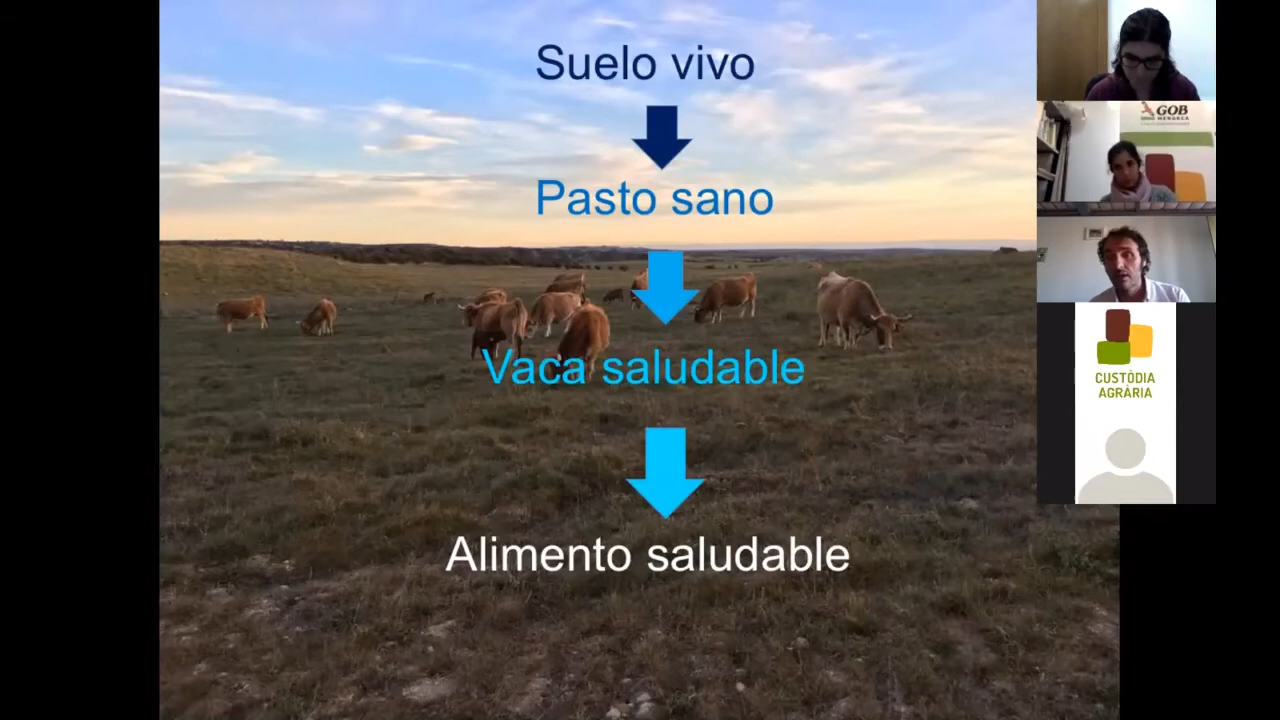 Suelo vivo
Pasto sano
Vaca saludable
Alimento saludable
GOB
MENORCA
CUSTÒDIA
AGRÀRIA